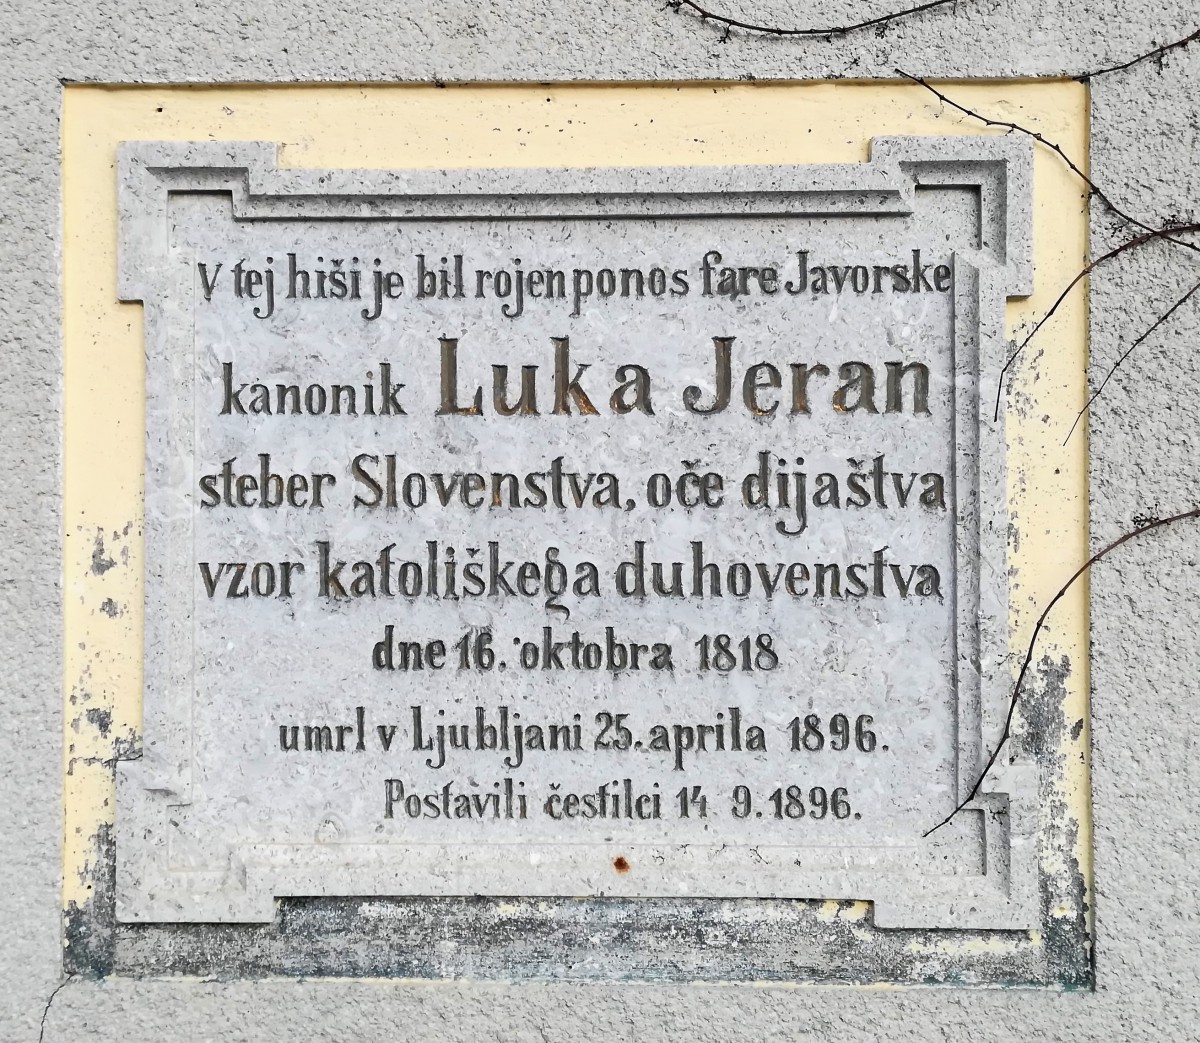 V tej hiši je bil rojen ponos fare Javorske
kanonik Luka Jeran
steber Slovenstva, oče dijaštva
vzor katoliškega duhovenstva
dne 16. oktobra 1818
umrl v Ljubljani 25. aprila 1896.
Postavili čestilci 14 9. 1896.